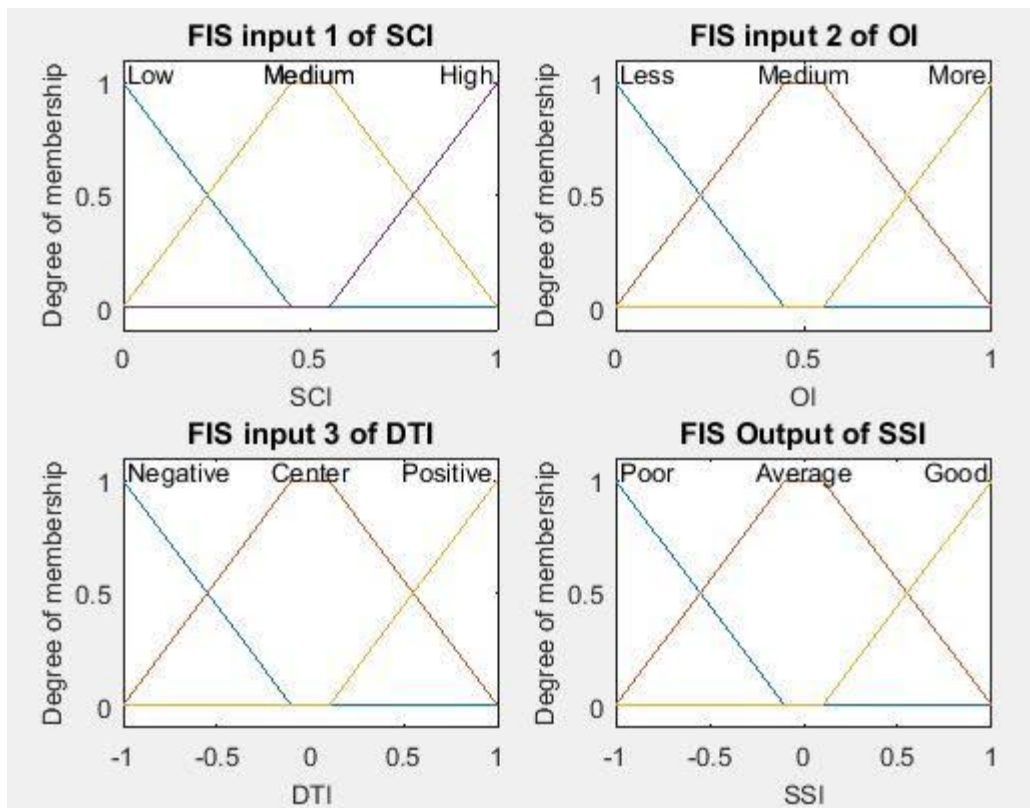 FIS input 1 of SCI
Degree of membership
1
0.5
0
Low Medium High
0 0.5 1
SCI
FIS input 2 of OI
Degree of membership
1
0.5
0
Less Medium More
0 0.5 1
OI
FIS input 3 of DTI
Degree of membership
1
0.5
0
Negative Center Positive
-1 -0.5 0 0.5 1
DTI
FIS Output of SSI
Degree of membership
1
0.5
0
Poor Average Good
-1 -0.5 0 0.5 1
SSI